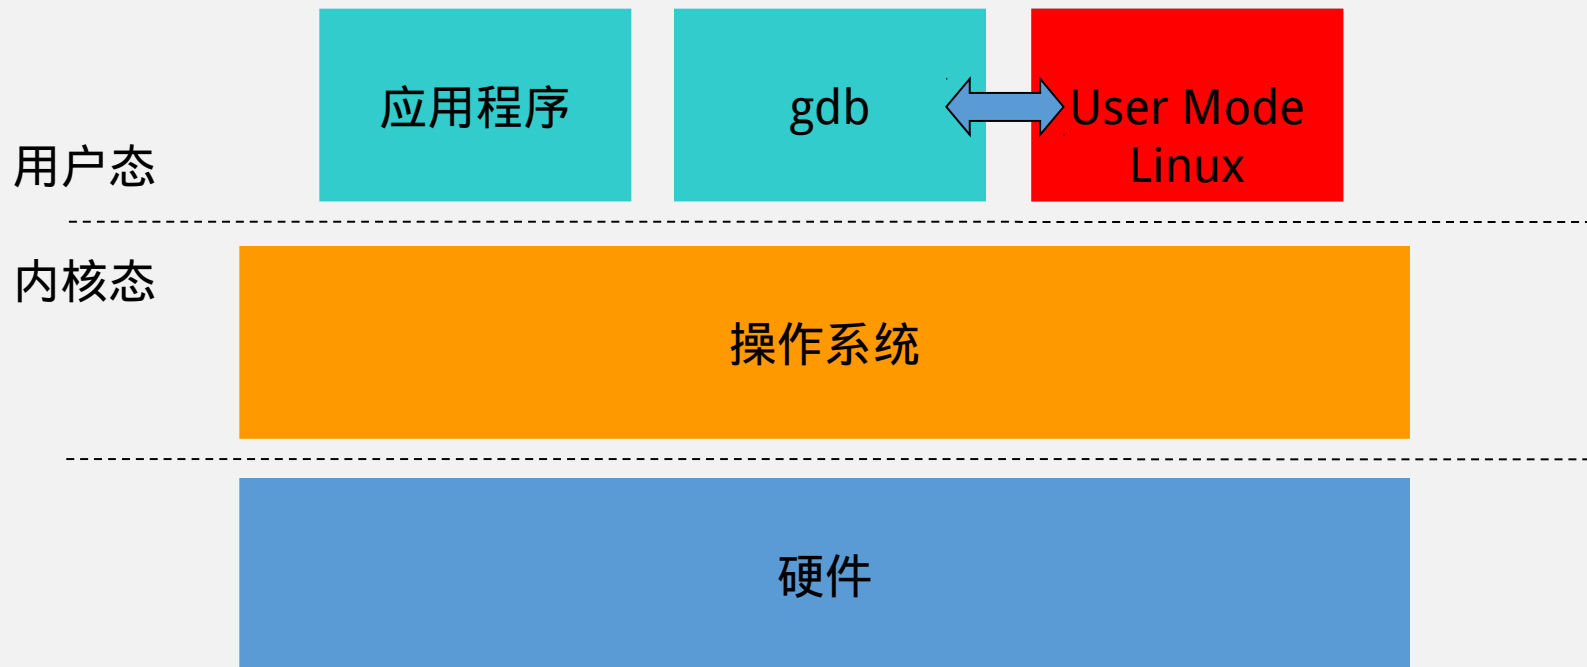 应用程序
gdb
User Mode
Linux
用户态
内核态
操作系统
硬件